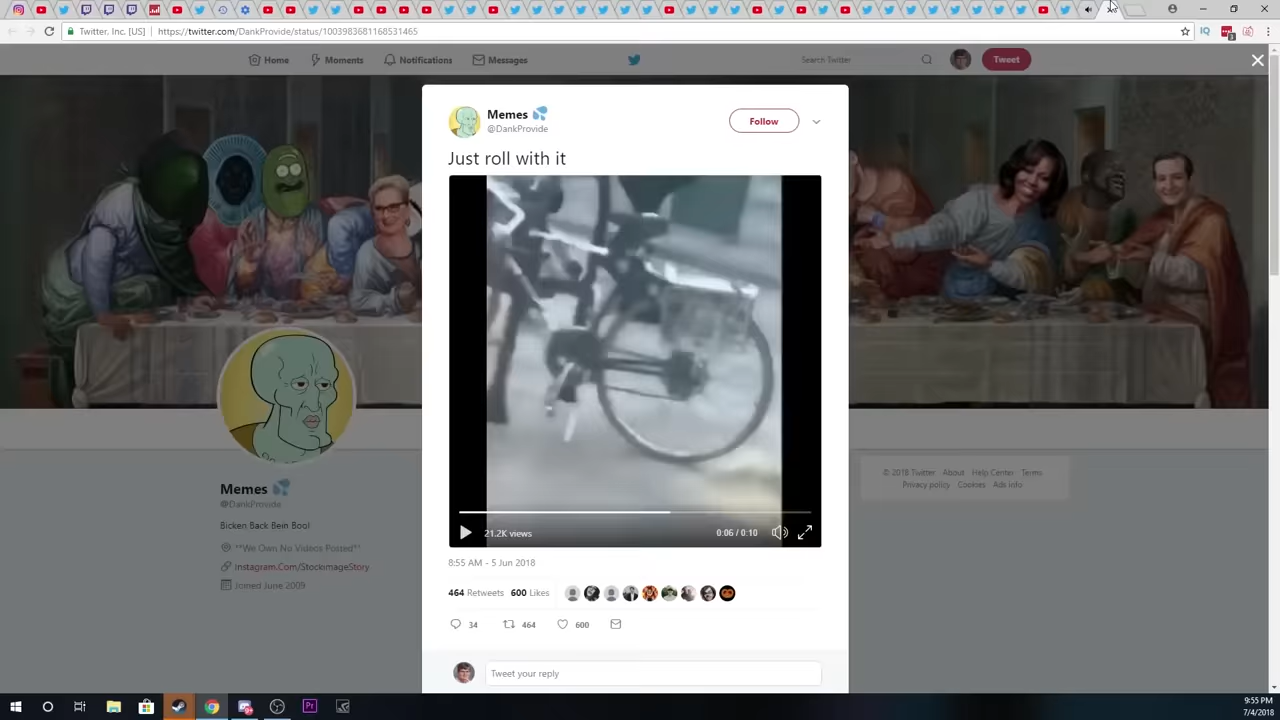 Twitter, Inc. [US]
https://twitter.com/DankProvide/status/1003983681168531465
Home
Moments
Notifications
Messages
Search Twitter
Tweet
Memes
@DankProvide
Follow
Just roll with it
21.2K views
0:06 / 0:10
8:55 AM - 5 Jun 2018
464 Retweets 600 Likes
34
464
600
Tweet your reply
Memes
@DankProvide
Bicken Back Bein Bool
**We Own No Videos Posted**
Instagram.Com/StockImageStory
Joined June 2009
© 2018 Twitter About Help Center Terms
Privacy policy Cookies Ads info
IQ
3
Pr
9:55 PM
7/4/2018